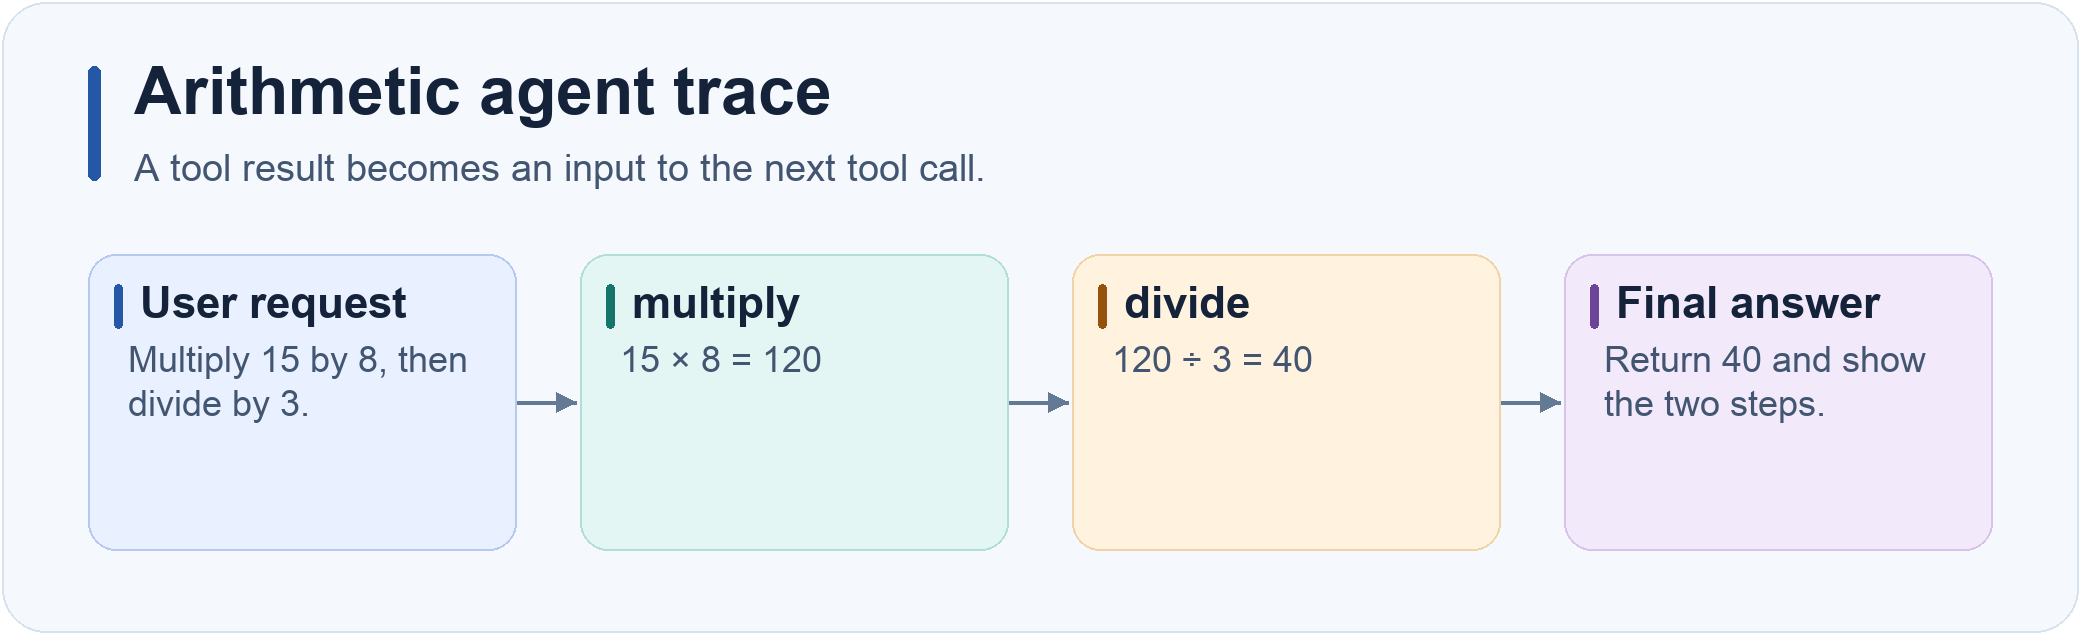 Arithmetic agent trace
A tool result becomes an input to the next tool call.
User request
Multiply 15 by 8, then
divide by 3.
multiply
15 × 8 = 120
divide
120 ÷ 3 = 40
Final answer
Return 40 and show
the two steps.